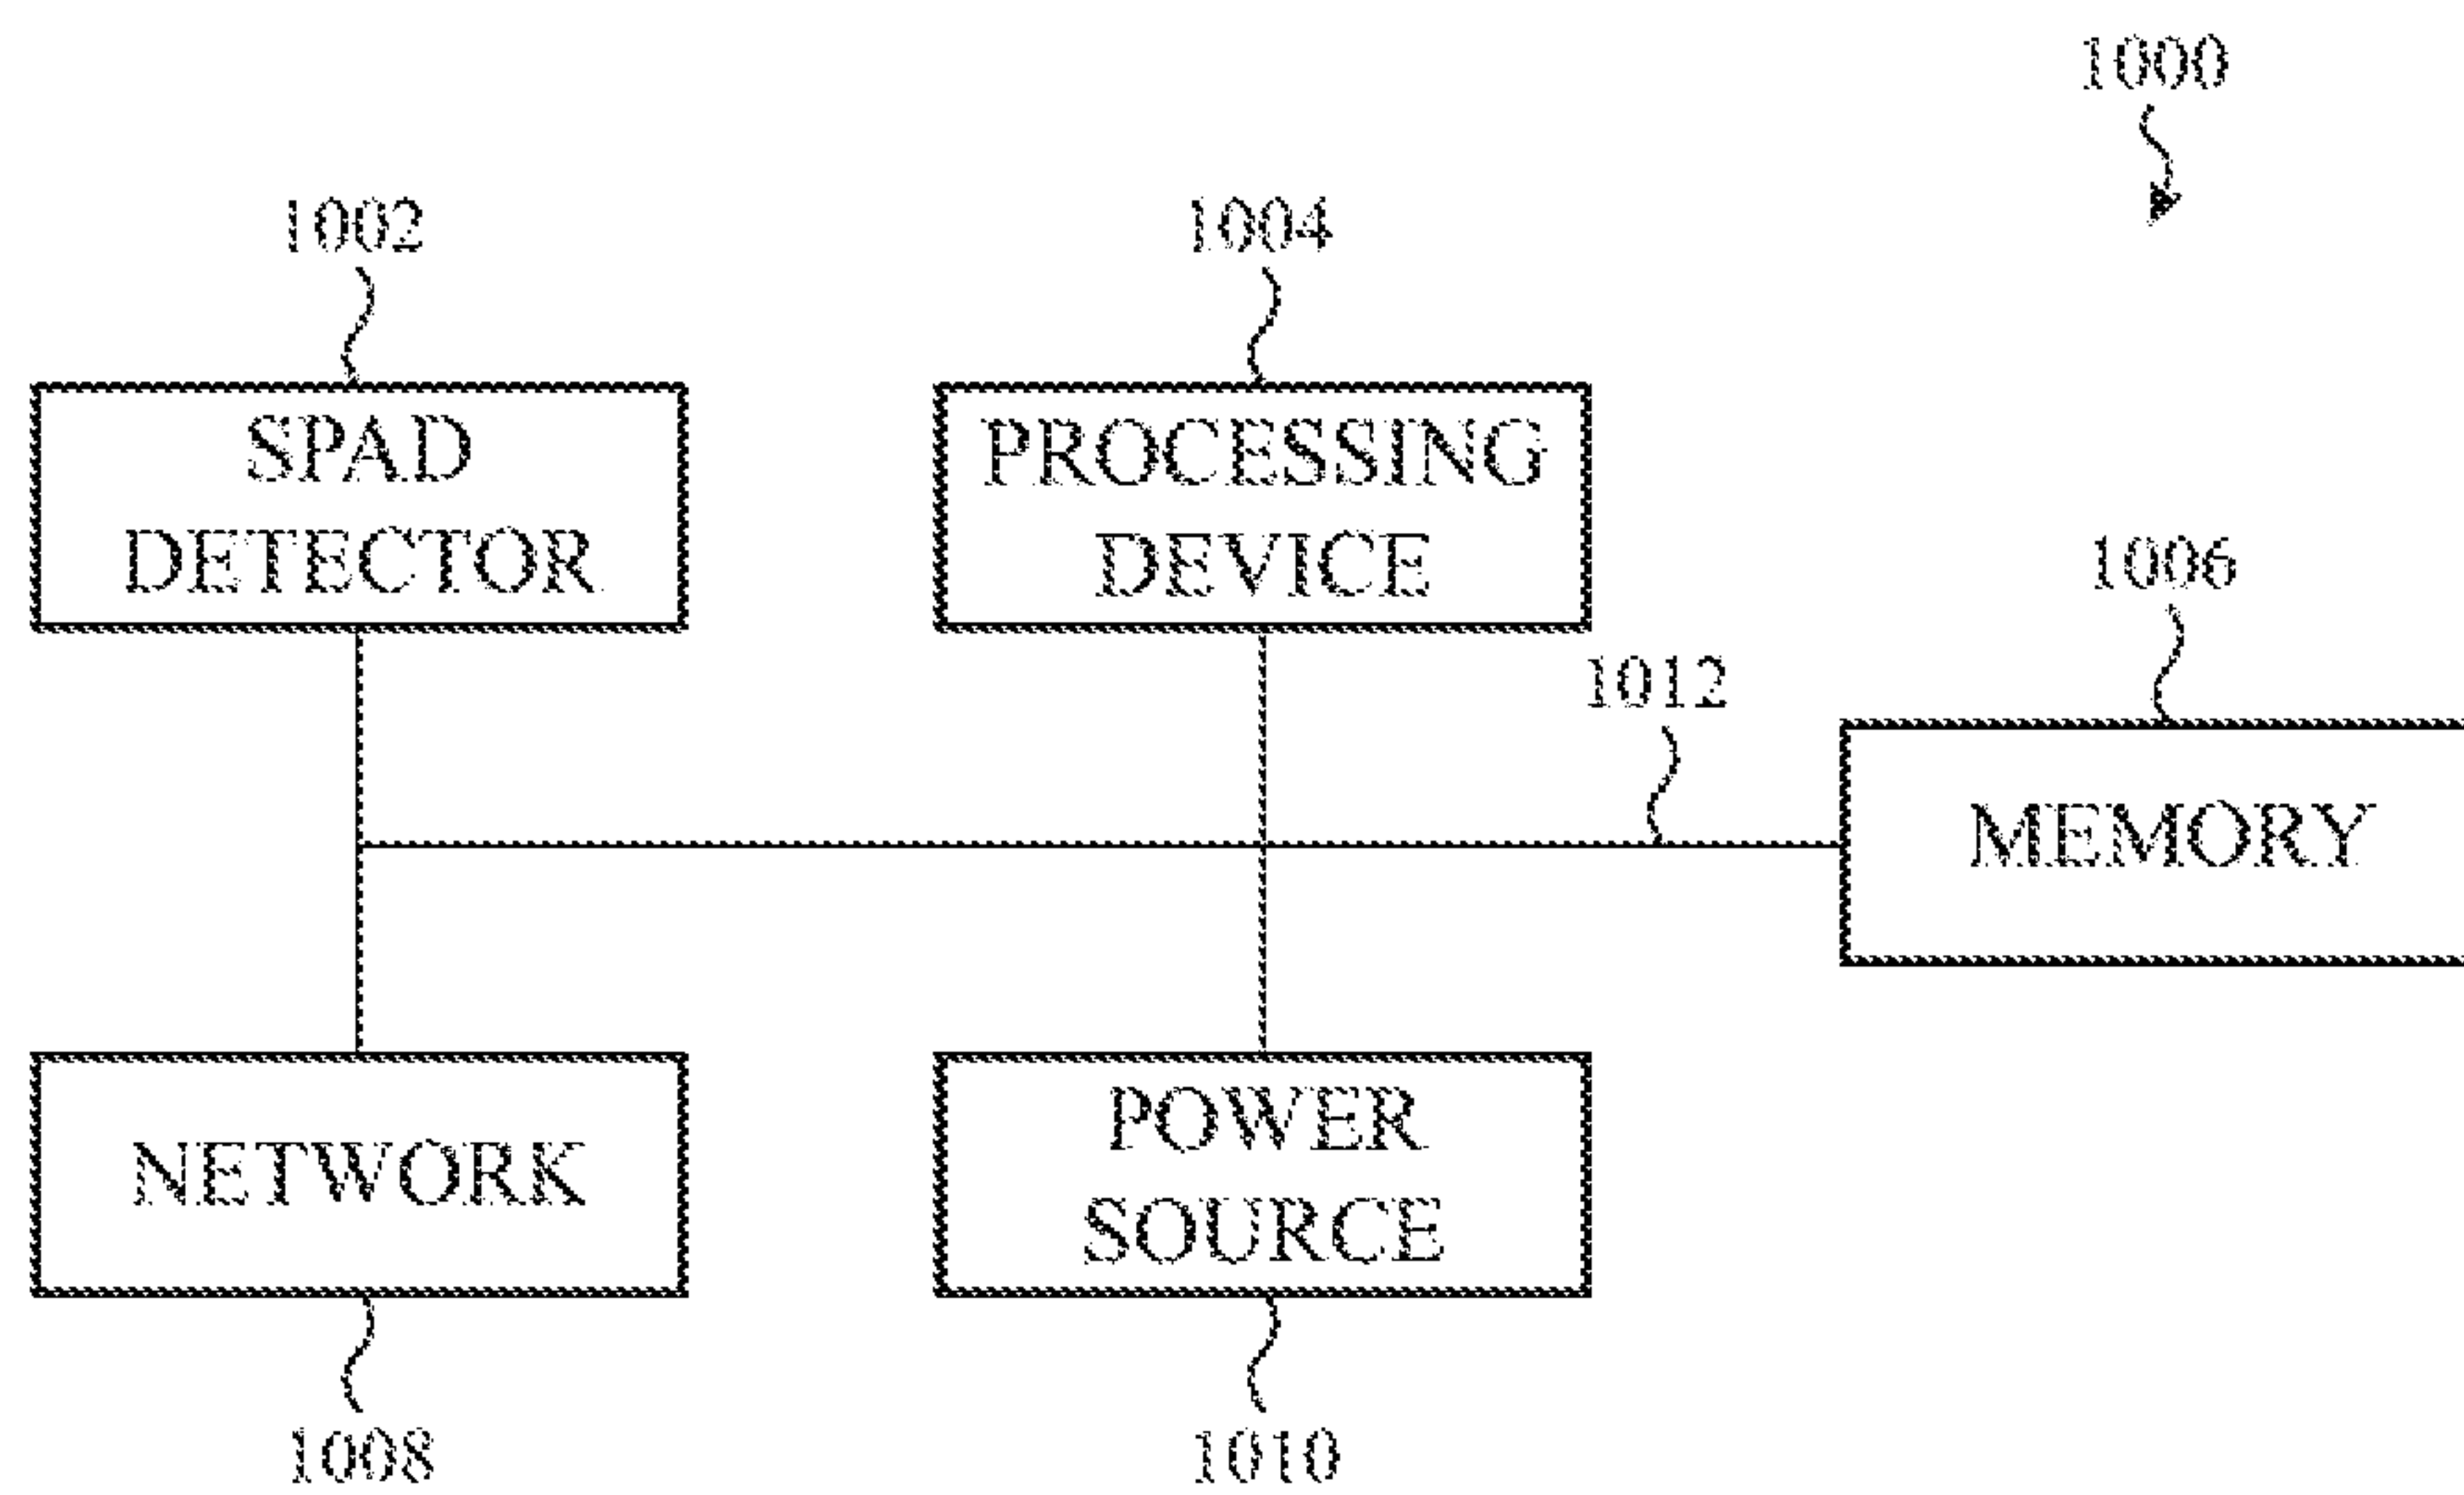 1000
1002
1004
SPAD
DETECTOR
PROCESSING
DEVICE
1006
1012
MEMORY
NETWORK
POWER
SOURCE
1008
1010